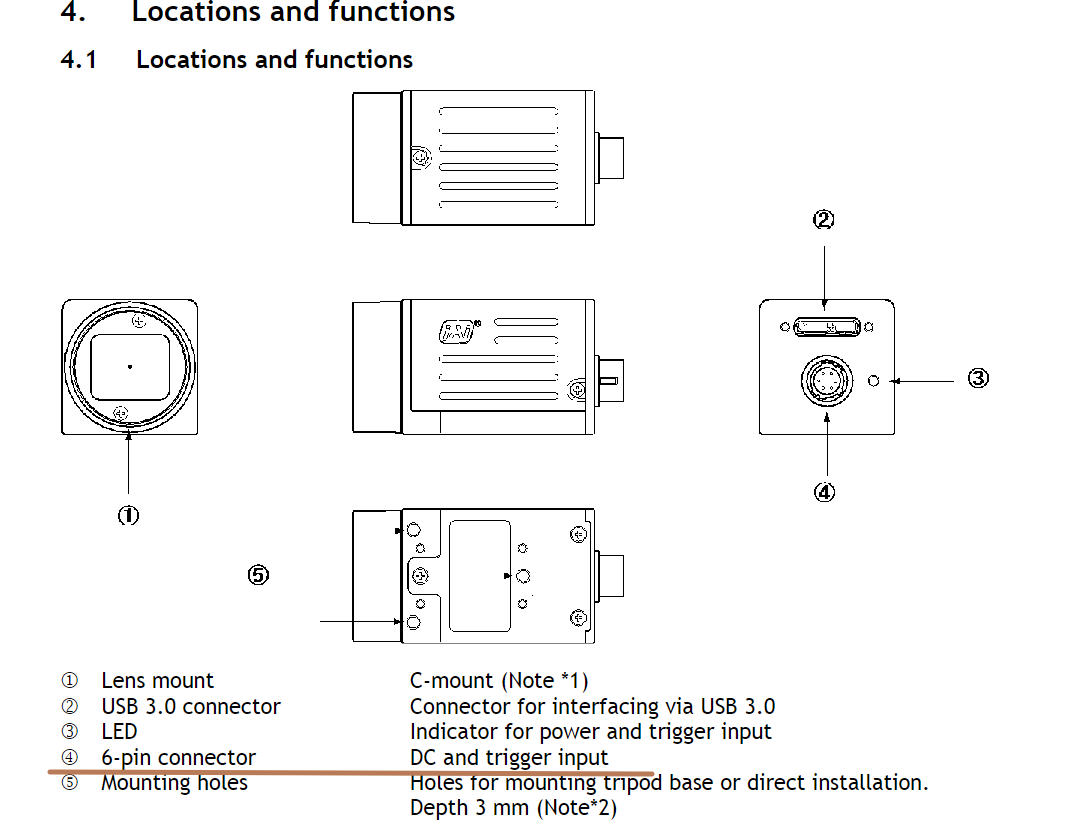 4. Locations and functions
4.1 Locations and functions
②
③
①
④
⑤
① Lens mount C-mount (Note *1)
② USB 3.0 connector Connector for interfacing via USB 3.0
③ LED Indicator for power and trigger input
④ 6-pin connector DC and trigger input
⑤ Mounting holes Holes for mounting tripod base or direct installation.
Depth 3 mm (Note*2)